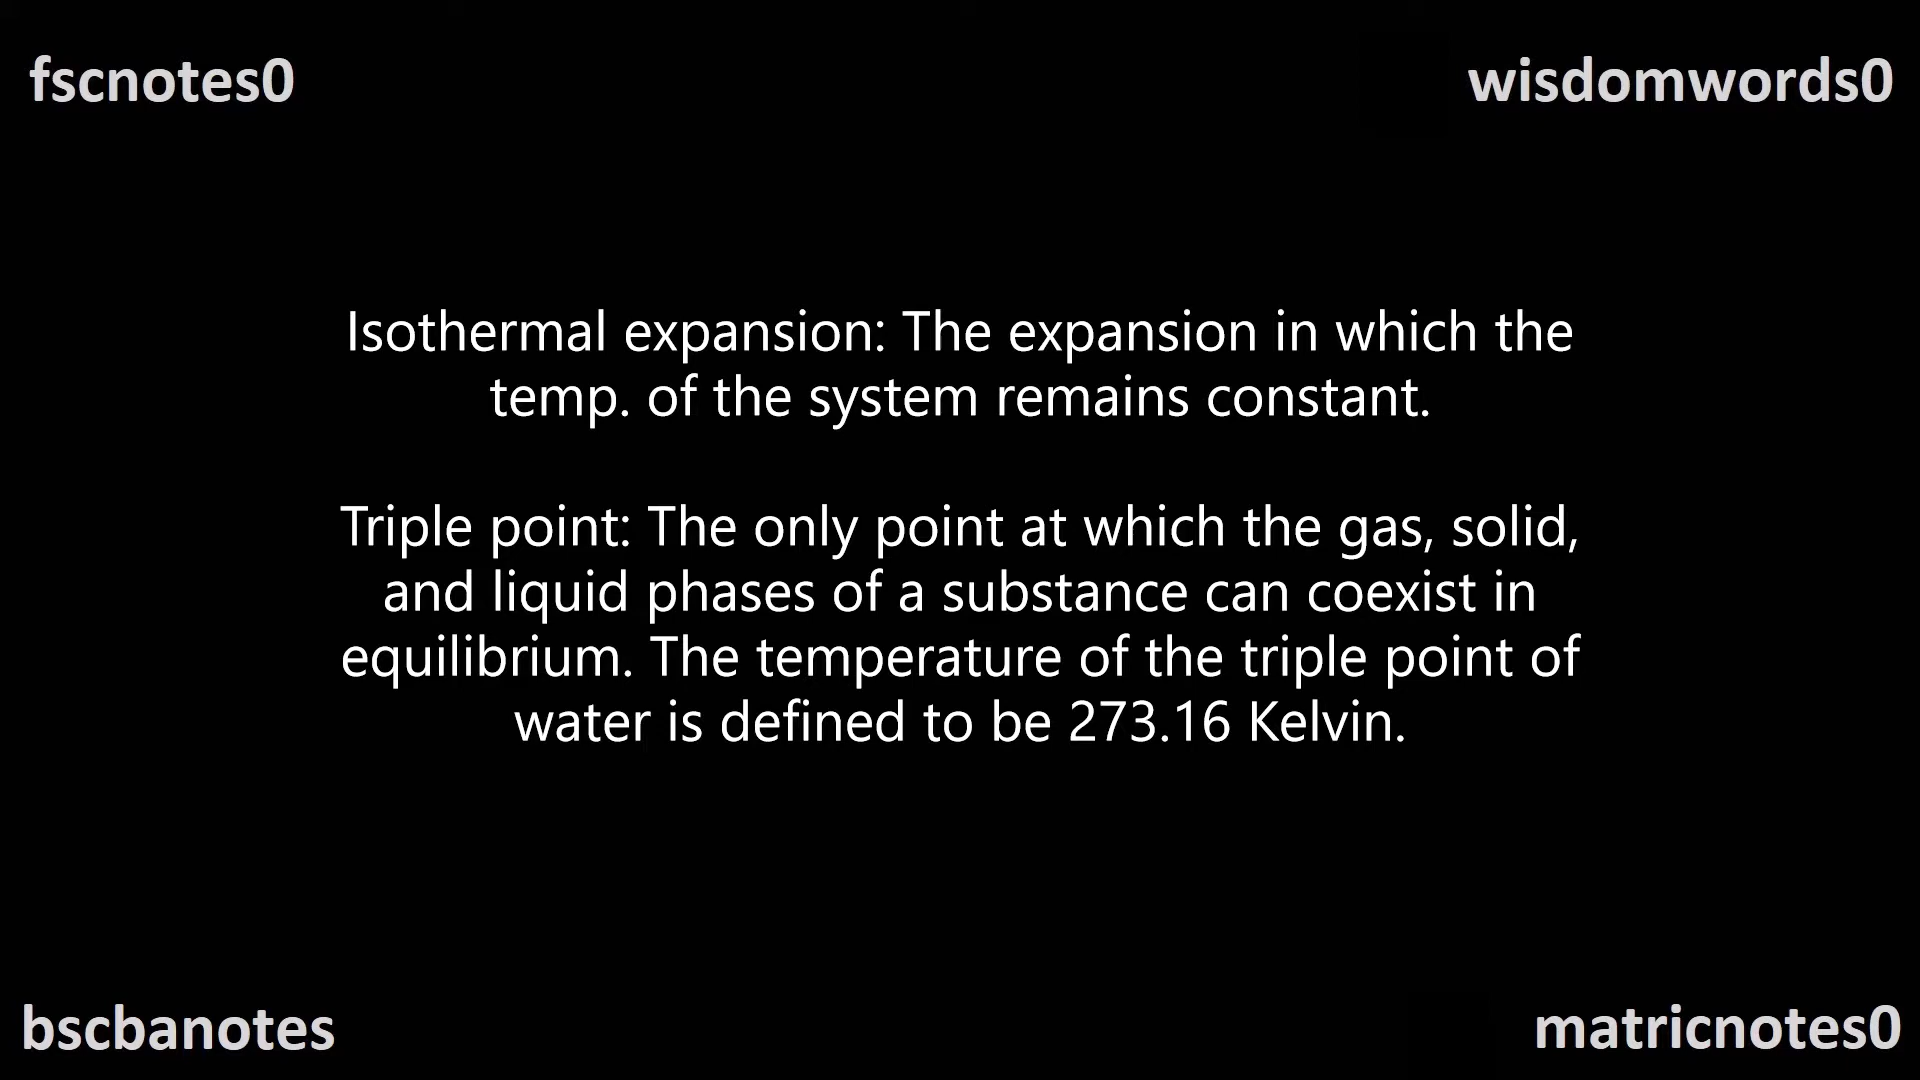 fscnotes0
wisdomwords0
Isothermal expansion: The expansion in which the
temp. of the system remains constant.
Triple point: The only point at which the gas, solid,
and liquid phases of a substance can coexist in
equilibrium. The temperature of the triple point of
water is defined to be 273.16 Kelvin.
bscbanotes
matricnotes0